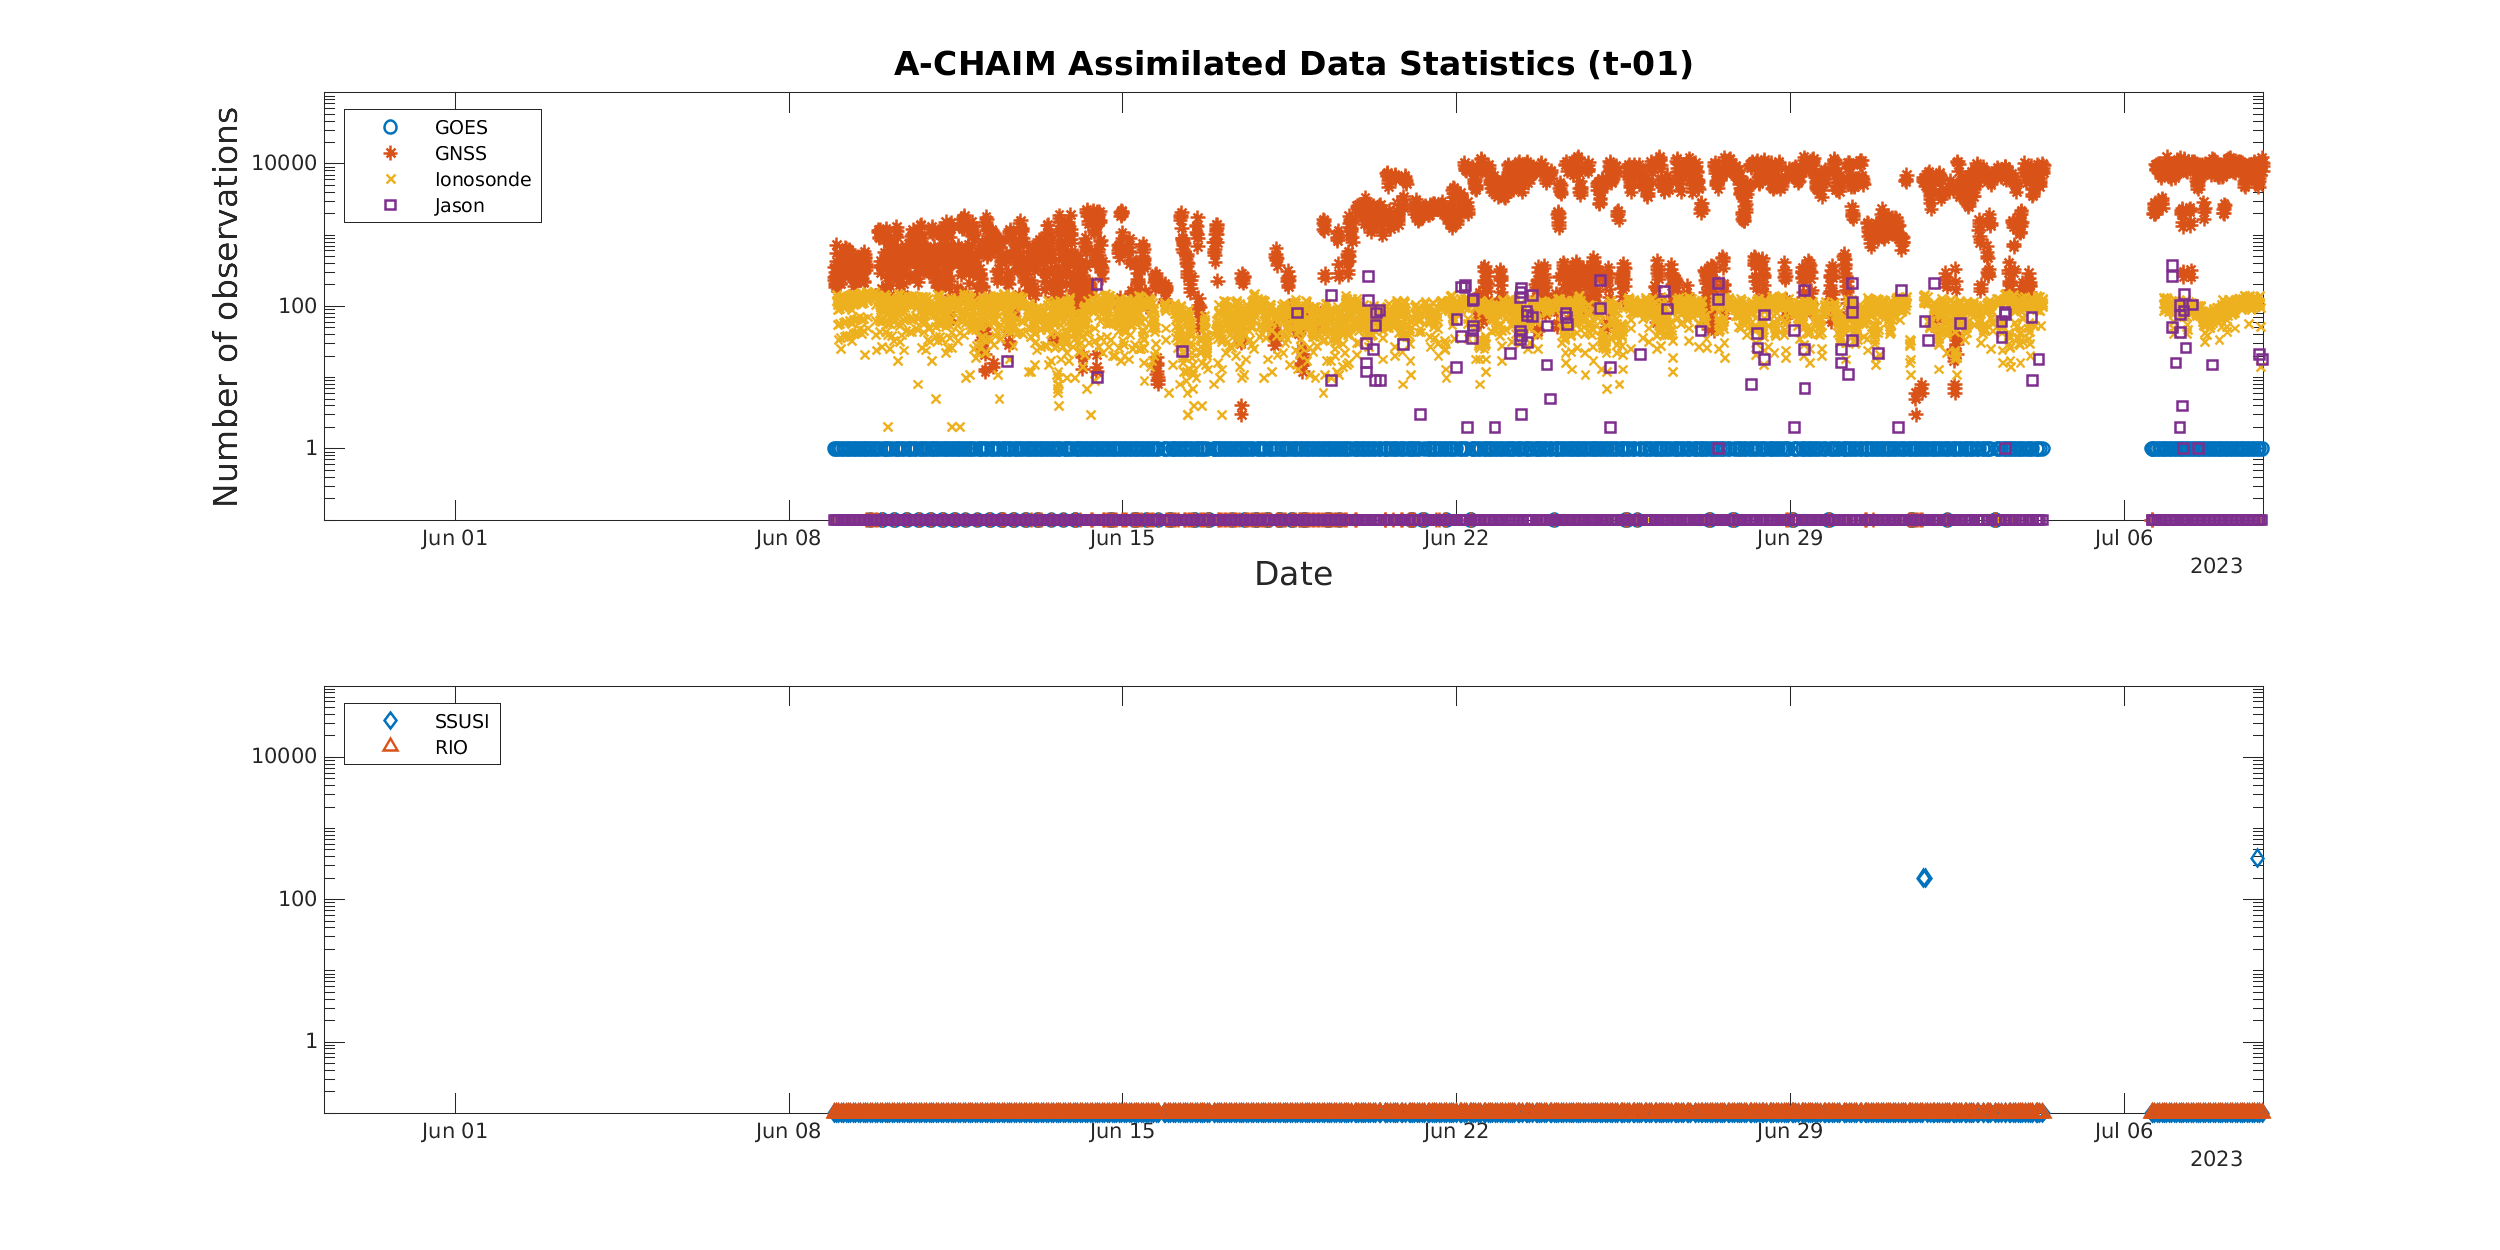 A-CHAIM Assimilated Data Statistics (t-01)
Number of observations
10000
100
1
GOES
GNSS
Ionosonde
Jason
Jun 01 Jun 08 Jun 15 Jun 22 Jun 29 Jul 06
2023
Date
10000
100
1
SSUSI
RIO
Jun 01 Jun 08 Jun 15 Jun 22 Jun 29 Jul 06
2023